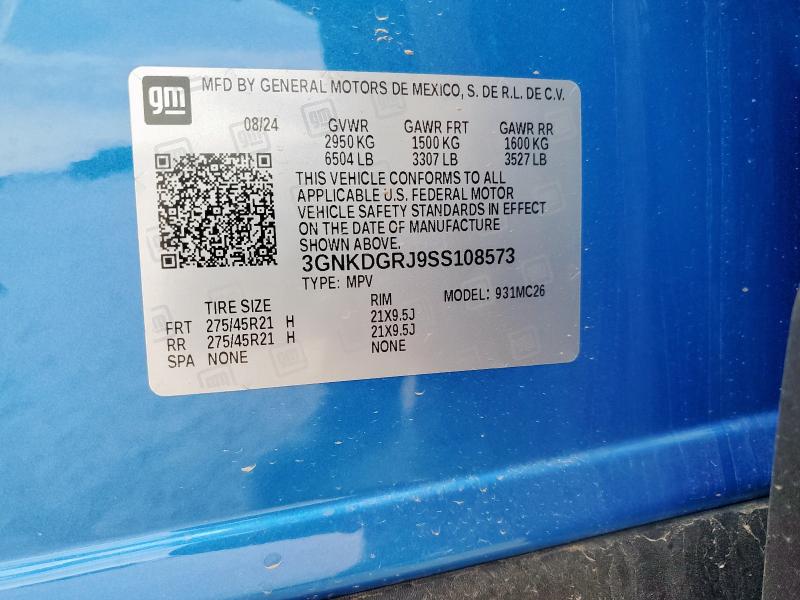 gm
MFD BY GENERAL MOTORS DE MEXICO, S. DE R.L. DE C.V.
08/24 GVWR GAWR FRT GAWR RR
2950 KG 1500 KG 1600 KG
6504 LB 3307 LB 3527 LB
THIS VEHICLE CONFORMS TO ALL
APPLICABLE U.S. FEDERAL MOTOR
VEHICLE SAFETY STANDARDS IN EFFECT
ON THE DATE OF MANUFACTURE
SHOWN ABOVE.
3GNKDGRJ9SS108573
TYPE: MPV MODEL: 931MC26
TIRE SIZE RIM
FRT 275/45R21 H 21X9.5J
RR 275/45R21 H 21X9.5J
SPA NONE NONE